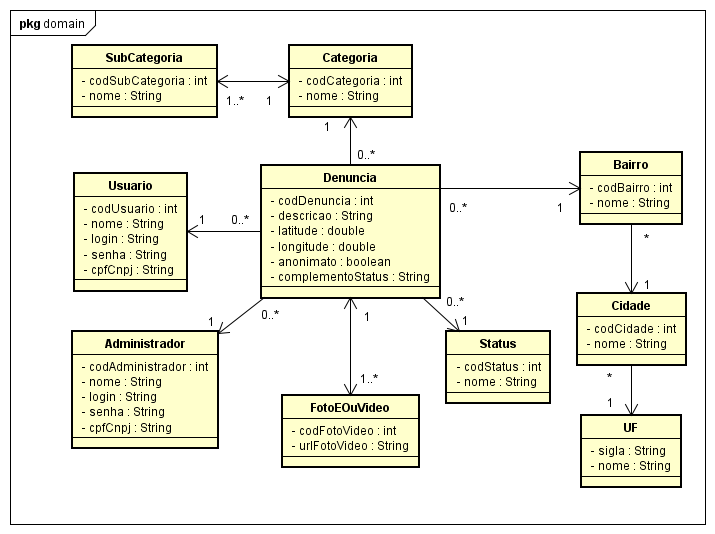 pkg domain
SubCategoria
- codSubCategoria : int
- nome : String
1..*
1
Categoria
- codCategoria : int
- nome : String
1
0..*
Denuncia
- codDenuncia : int
- descricao : String
- latitude : double
- longitude : double
- anonimato : boolean
- complementoStatus : String
Usuario
- codUsuario : int
- nome : String
- login : String
- senha : String
- cpfCnpj : String
1
0..*
0..*
1
Bairro
- codBairro : int
- nome : String
*
1
Cidade
- codCidade : int
- nome : String
*
1
UF
- sigla : String
- nome : String
1
0..*
Administrador
- codAdministrador : int
- nome : String
- login : String
- senha : String
- cpfCnpj : String
1
1..*
FotoEOuVideo
- codFotoVideo : int
- urlFotoVideo : String
0..*
1
Status
- codStatus : int
- nome : String